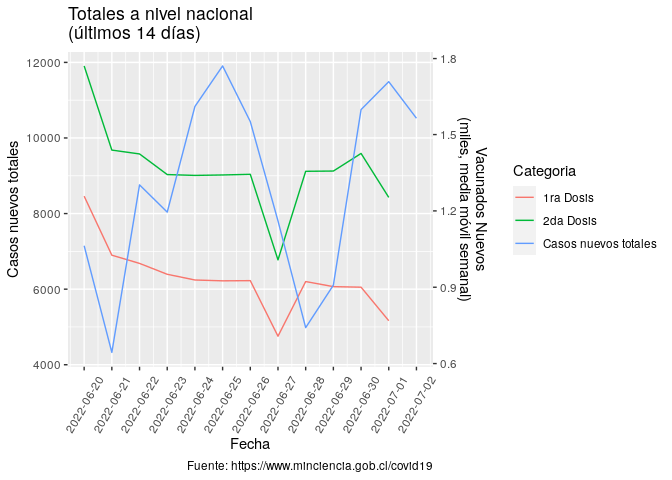 Totales a nivel nacional
(últimos 14 días)
12000
10000
8000
6000
4000
Casos nuevos totales
1.8
1.5
1.2
0.9
0.6
Vacunados Nuevos
(miles, media móvil semanal)
2022-06-20
2022-06-21
2022-06-22
2022-06-23
2022-06-24
2022-06-25
2022-06-26
2022-06-27
2022-06-28
2022-06-29
2022-06-30
2022-07-01
2022-07-02
Fecha
Categoria
1ra Dosis
2da Dosis
Casos nuevos totales
Fuente: https://www.minciencia.gob.cl/covid19